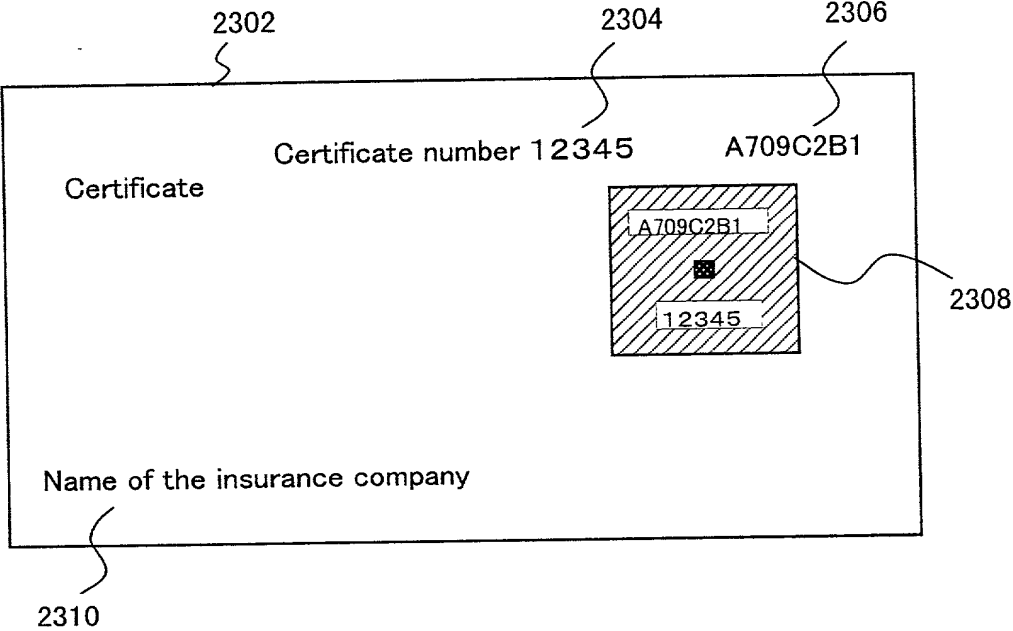 2302
2304
2306
Certificate number 12345
A709C2B1
Certificate
A709C2B1
12345
2308
Name of the insurance company
2310